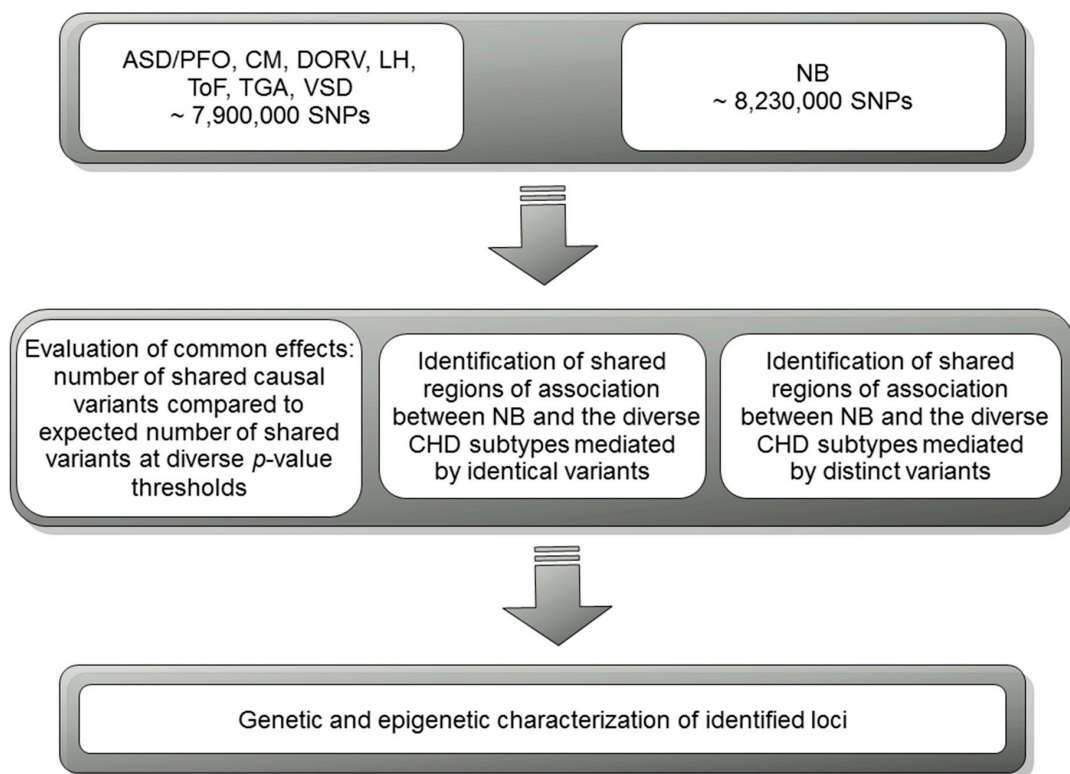 ASD/PFO, CM, DORV, LH,
ToF, TGA, VSD
~ 7,900,000 SNPs
NB
~ 8,230,000 SNPs
Evaluation of common effects:
number of shared causal
variants compared to
expected number of shared
variants at diverse p-value
thresholds
Identification of shared
regions of association
between NB and the diverse
CHD subtypes mediated
by identical variants
Identification of shared
regions of association
between NB and the diverse
CHD subtypes mediated
by distinct variants
Genetic and epigenetic characterization of identified loci